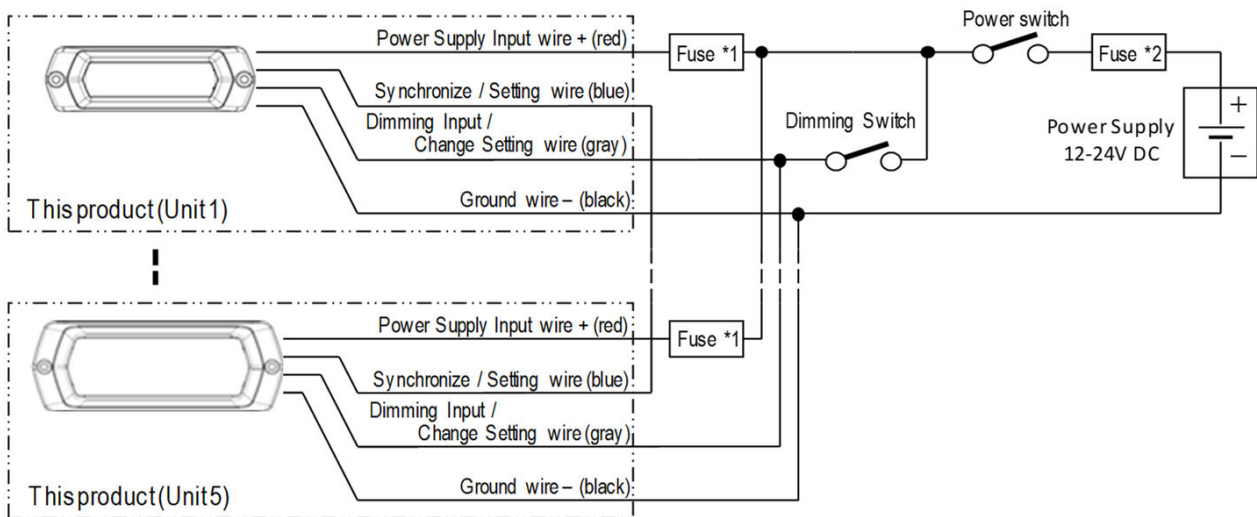 Power switch
Power Supply Input wire + (red)
Fuse *1
Fuse *2
Synchronize / Setting wire (blue)
Dimming Input /
Change Setting wire (gray)
Dimming Switch
+
Power Supply
12-24V DC
−
Ground wire – (black)
This product (Unit 1)
Power Supply Input wire + (red)
Fuse *1
Synchronize / Setting wire (blue)
Dimming Input /
Change Setting wire (gray)
Ground wire – (black)
This product (Unit 5)